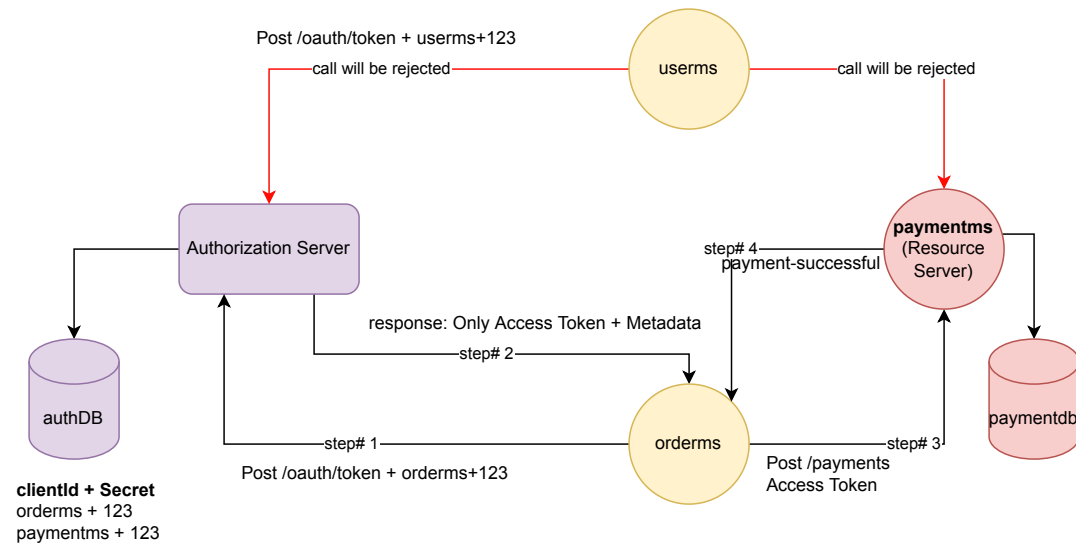 Post /oauth/token + userms+123
call will be rejected
userms
call will be rejected
Authorization Server
paymentms
(Resource
Server)
step# 4
payment-successful
response: Only Access Token + Metadata
step# 2
authDB
orderms
paymentdb
step# 1
Post /oauth/token + orderms+123
step# 3
Post /payments
Access Token
clientId + Secret
orderms + 123
paymentms + 123